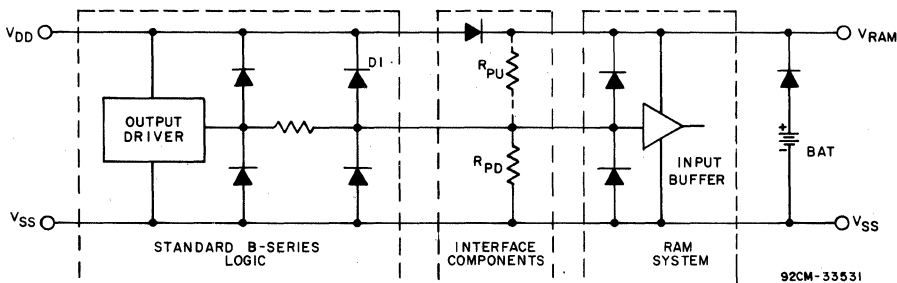 VDD
VRAM
D1
RPU
OUTPUT
DRIVER
RPD
INPUT
BUFFER
+
-
BAT
VSS
VSS
STANDARD B-SERIES
LOGIC
INTERFACE
COMPONENTS
RAM
SYSTEM
92CM-33531